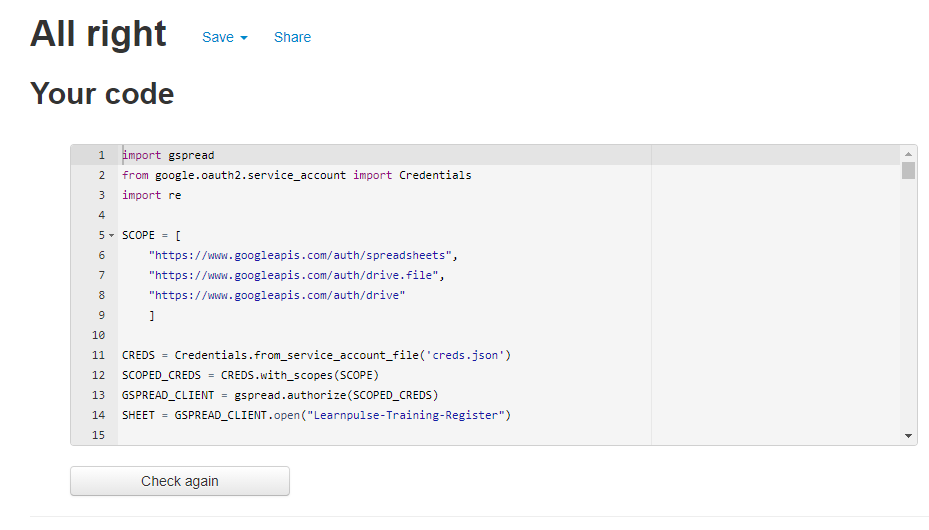 All right Save Share
Your code
1 import gspread
2 from google.oauth2.service_account import Credentials
3 import re
4
5 SCOPE = [
6     "https://www.googleapis.com/auth/spreadsheets",
7     "https://www.googleapis.com/auth/drive.file",
8     "https://www.googleapis.com/auth/drive"
9     ]
10
11 CREDS = Credentials.from_service_account_file('creds.json')
12 SCOPED_CREDS = CREDS.with_scopes(SCOPE)
13 GSPREAD_CLIENT = gspread.authorize(SCOPED_CREDS)
14 SHEET = GSPREAD_CLIENT.open("Learnpulse-Training-Register")
15
Check again